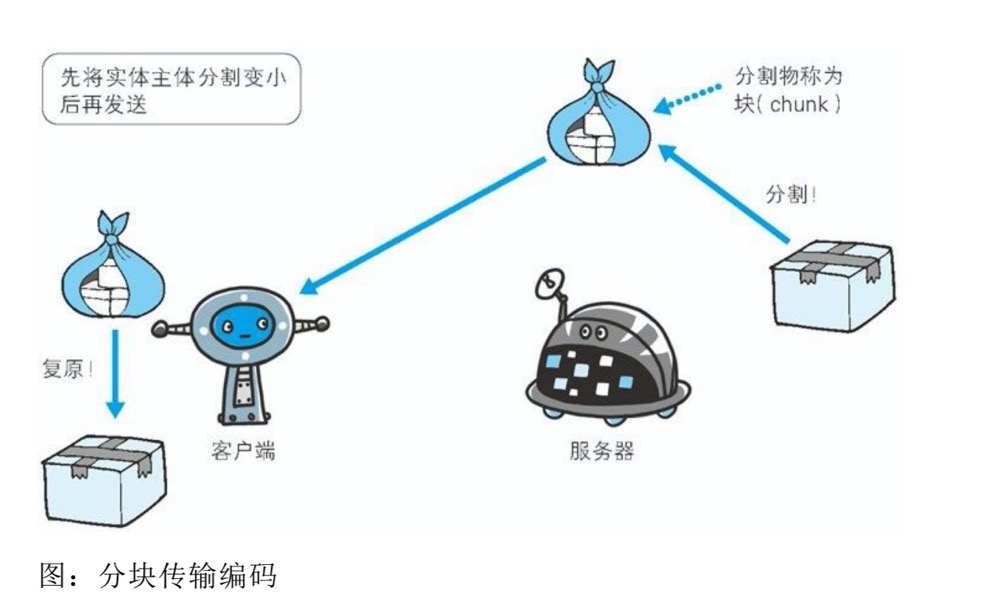 先将实体主体分割变小
后再发送
分割物称为
块(chunk)
分割!
复原!
客户端
服务器
图：分块传输编码